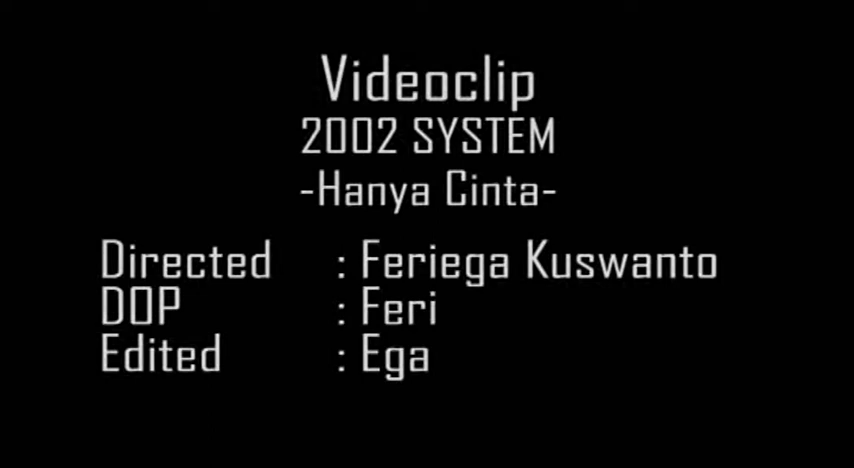 Videoclip
2002 SYSTEM
-Hanya Cinta-
Directed : Feriega Kuswanto
DOP : Feri
Edited : Ega